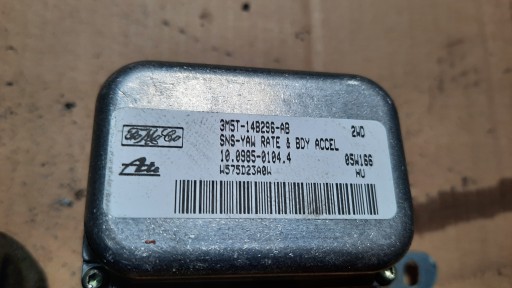 FoMoCo
3M5T-14B296-AB 2WD
SNS-YAW RATE & BDY ACCEL
10.0985-0104.4 05W166
W575D23A0W HU
Ate